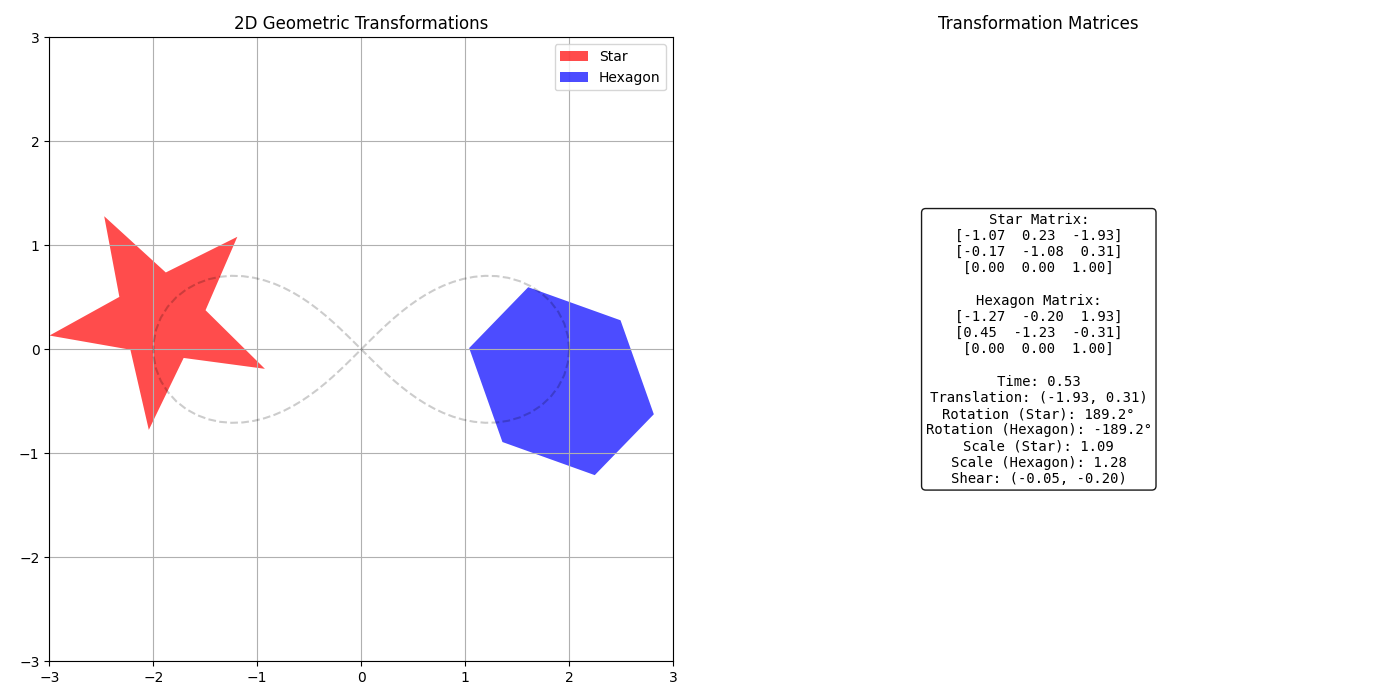 2D Geometric Transformations
3
2
1
0
−1
−2
−3
−3
−2
−1
0
1
2
3
Star
Hexagon
Transformation Matrices
Star Matrix:
[-1.07  0.23  -1.93]
[-0.17  -1.08  0.31]
[0.00  0.00  1.00]
Hexagon Matrix:
[-1.27  -0.20  1.93]
[0.45  -1.23  -0.31]
[0.00  0.00  1.00]
Time: 0.53
Translation: (-1.93, 0.31)
Rotation (Star): 189.2°
Rotation (Hexagon): -189.2°
Scale (Star): 1.09
Scale (Hexagon): 1.28
Shear: (-0.05, -0.20)